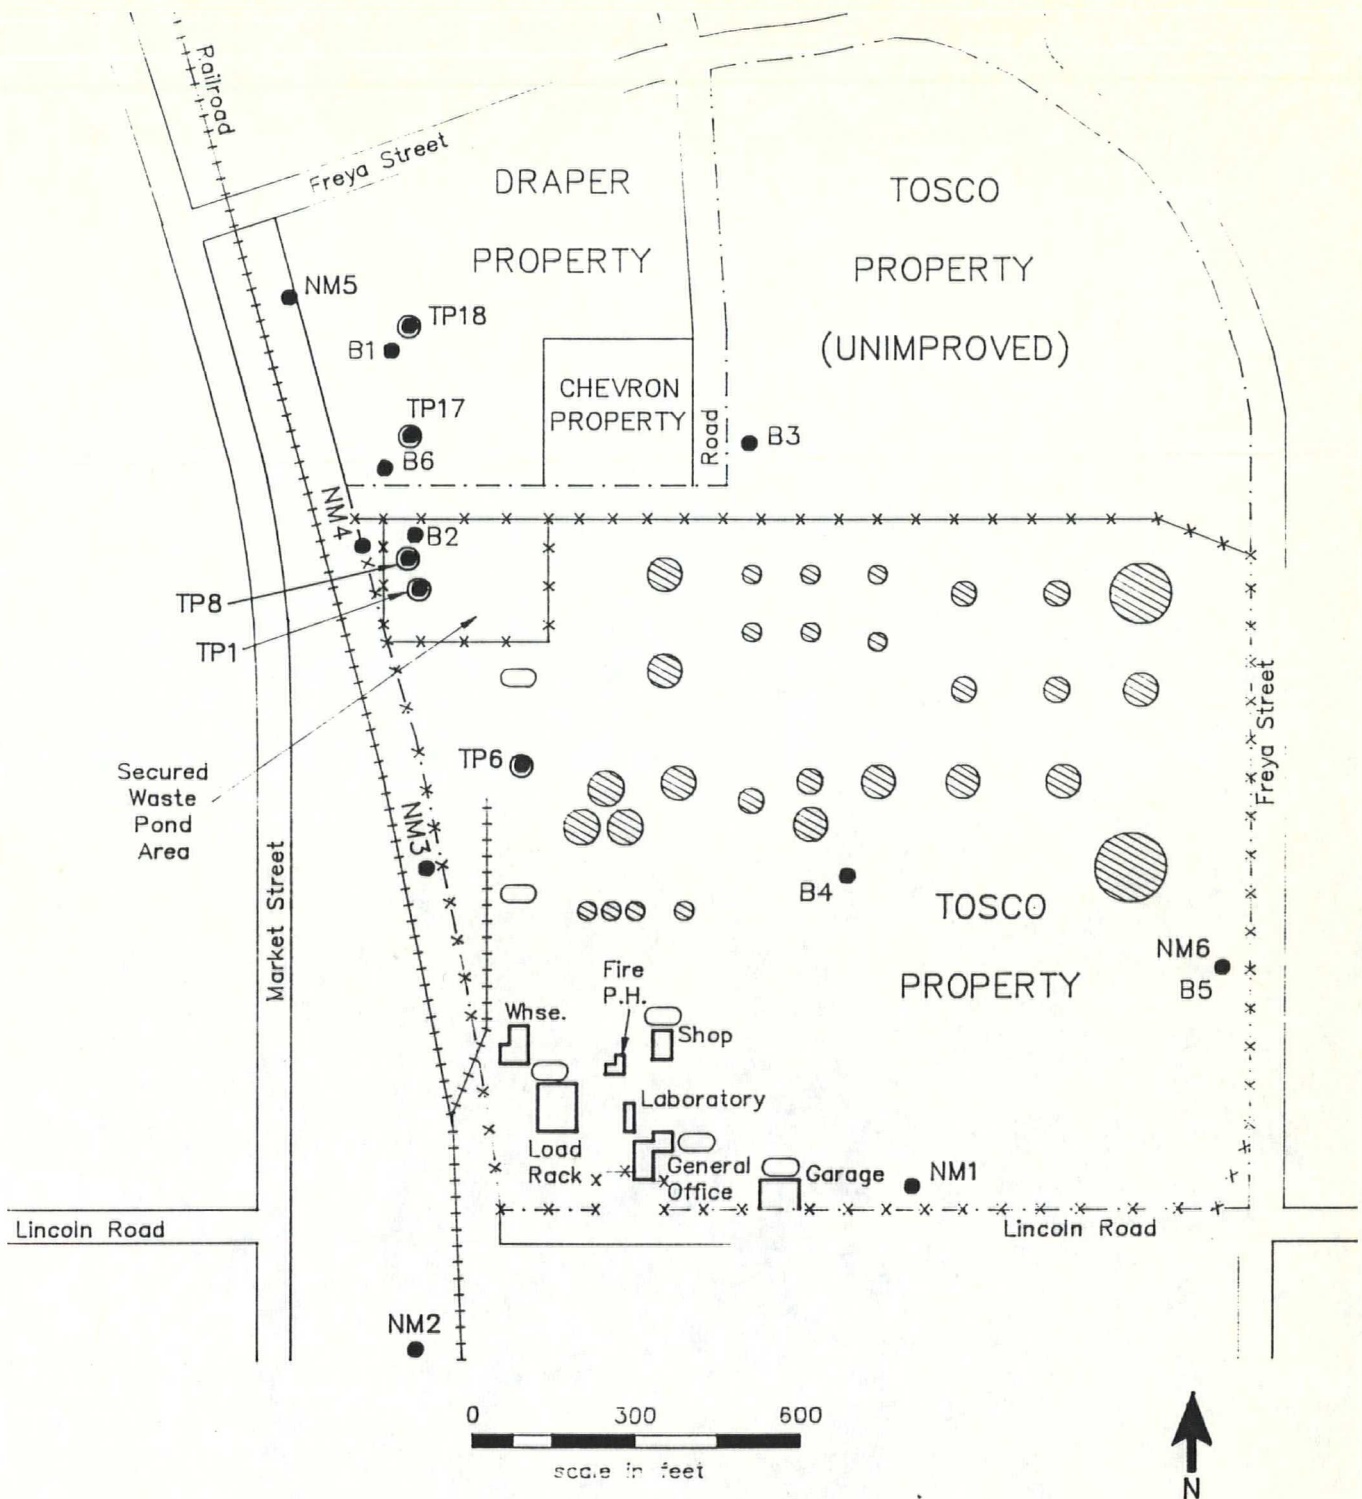 Railroad
Freya Street
DRAPER
PROPERTY
TOSCO
PROPERTY
(UNIMPROVED)
NM5
TP18
B1
CHEVRON
PROPERTY
TP17
B6
Road
B3
NM4
B2
TP8
TP1
Secured
Waste
Pond
Area
TP6
NM3
Market Street
Freya Street
B4
TOSCO
PROPERTY
NM6
B5
Fire
P.H.
Whse.
Shop
Laboratory
Load
Rack
General
Office
Garage
NM1
Lincoln Road
Lincoln Road
NM2
0 300 600
scale in feet
N